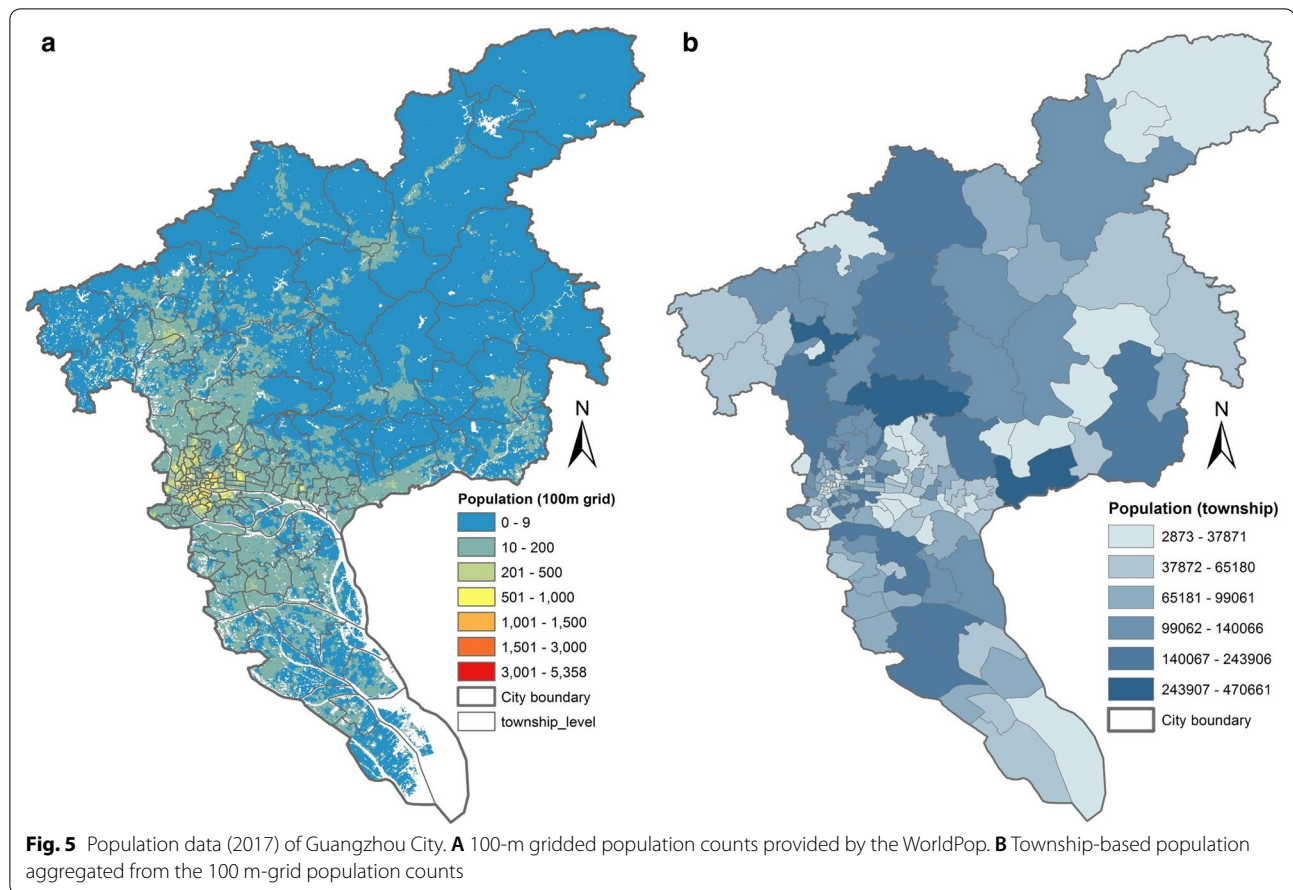 a
b
N
Population (100m grid)
0 - 9
10 - 200
201 - 500
501 - 1,000
1,001 - 1,500
1,501 - 3,000
3,001 - 5,358
City boundary
township_level
N
Population (township)
2873 - 37871
37872 - 65180
65181 - 99061
99062 - 140066
140067 - 243906
243907 - 470661
City boundary
Fig. 5 Population data (2017) of Guangzhou City. A 100-m gridded population counts provided by the WorldPop. B Township-based population
aggregated from the 100 m-grid population counts